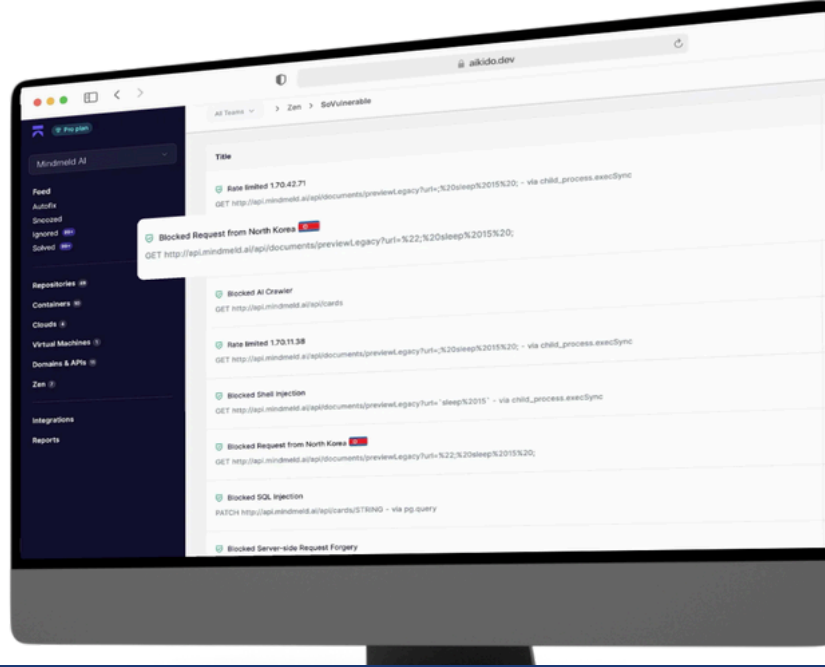 aikido.dev
Pro plan
All Teams > Zen > SoVulnerable
Mindmeld AI
Feed
Autofix
Snoozed
Ignored
Solved
Repositories
Containers
Clouds
Virtual Machines
Domains & APIs
Zen
Integrations
Reports
Title
Rate limited 1.70.42.71
GET http://api.mindmeld.ai/api/documents/previewLegacy?url=;%20sleep%2015%20; - via child_process.execSync
Blocked Request from North Korea
GET http://api.mindmeld.ai/api/documents/previewLegacy?url=%22;%20sleep%2015%20;
Blocked AI Crawler
GET http://api.mindmeld.ai/api/cards
Rate limited 1.70.11.38
GET http://api.mindmeld.ai/api/documents/previewLegacy?url=;%20sleep%2015%20; - via child_process.execSync
Blocked Shell Injection
GET http://api.mindmeld.ai/api/documents/previewLegacy?url=`sleep%2015` - via child_process.execSync
Blocked Request from North Korea
GET http://api.mindmeld.ai/api/documents/previewLegacy?url=%22;%20sleep%2015%20;
Blocked SQL Injection
PATCH http://api.mindmeld.ai/api/cards/STRING - via pg.query
Blocked Server-side Request Forgery